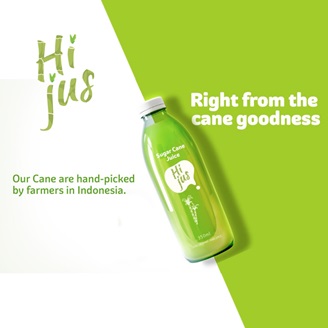 Hi
jus
Right from the
cane goodness
Our Cane are hand-picked
by farmers in Indonesia.
Sugar Cane
Juice
Hi
jus